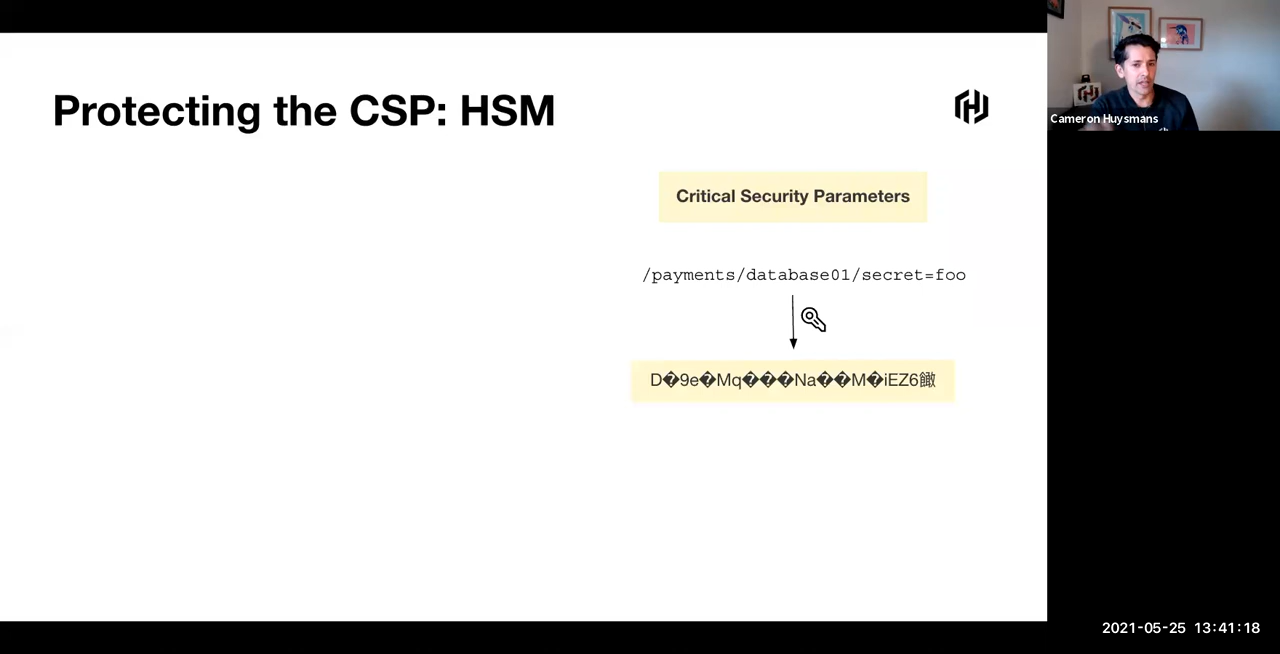 Protecting the CSP: HSM
Cameron Huysmans
Critical Security Parameters
/payments/database01/secret=foo
D�9e�Mq���Na��M�iEZ6鷴
2021-05-25 13:41:18